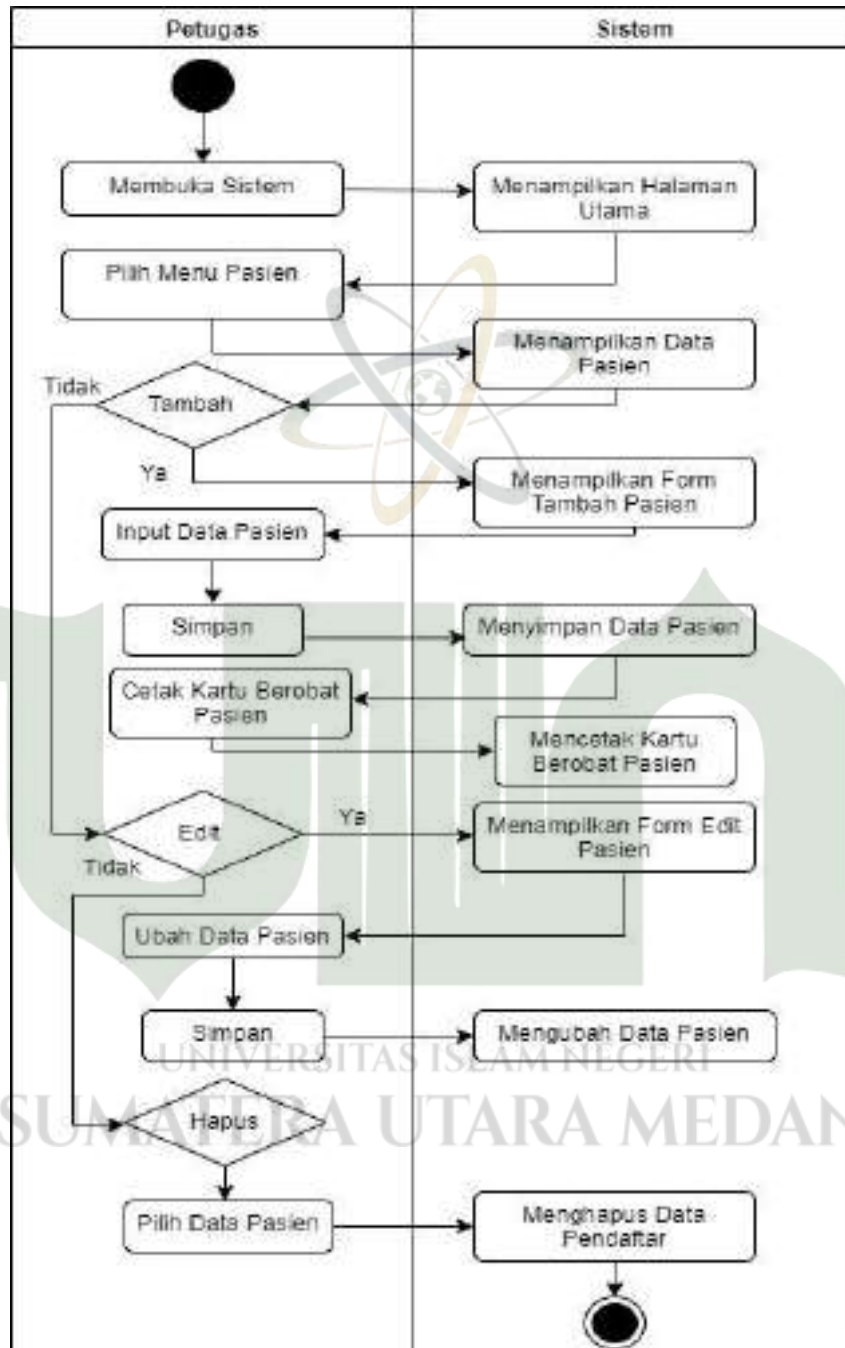 Petugas
Sistem
Membuka Sistem
Menampilkan Halaman
Utama
Pilih Menu Pasien
Menampilkan Data
Pasien
Tidak
Tambah
Ya
Menampilkan Form
Tambah Pasien
Input Data Pasien
Simpan
Menyimpan Data Pasien
Cetak Kartu Berobat
Pasien
Mencetak Kartu
Berobat Pasien
Edit
Ya
Menampilkan Form Edit
Pasien
Tidak
Ubah Data Pasien
Simpan
Mengubah Data Pasien
UNIVERSITAS ISLAM NEGERI
SUMATERA UTARA MEDAN
Hapus
Pilih Data Pasien
Menghapus Data
Pendaftar